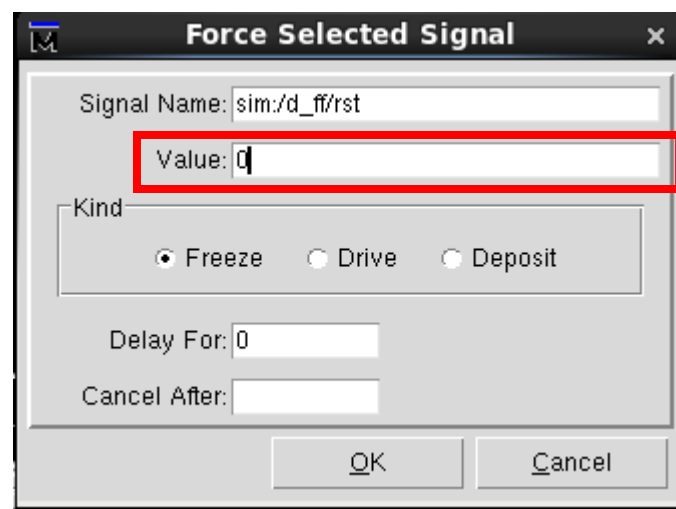 Force Selected Signal
Signal Name: sim:/d_ff/rst
Value: 0
Kind
Freeze Drive Deposit
Delay For: 0
Cancel After:
OK Cancel